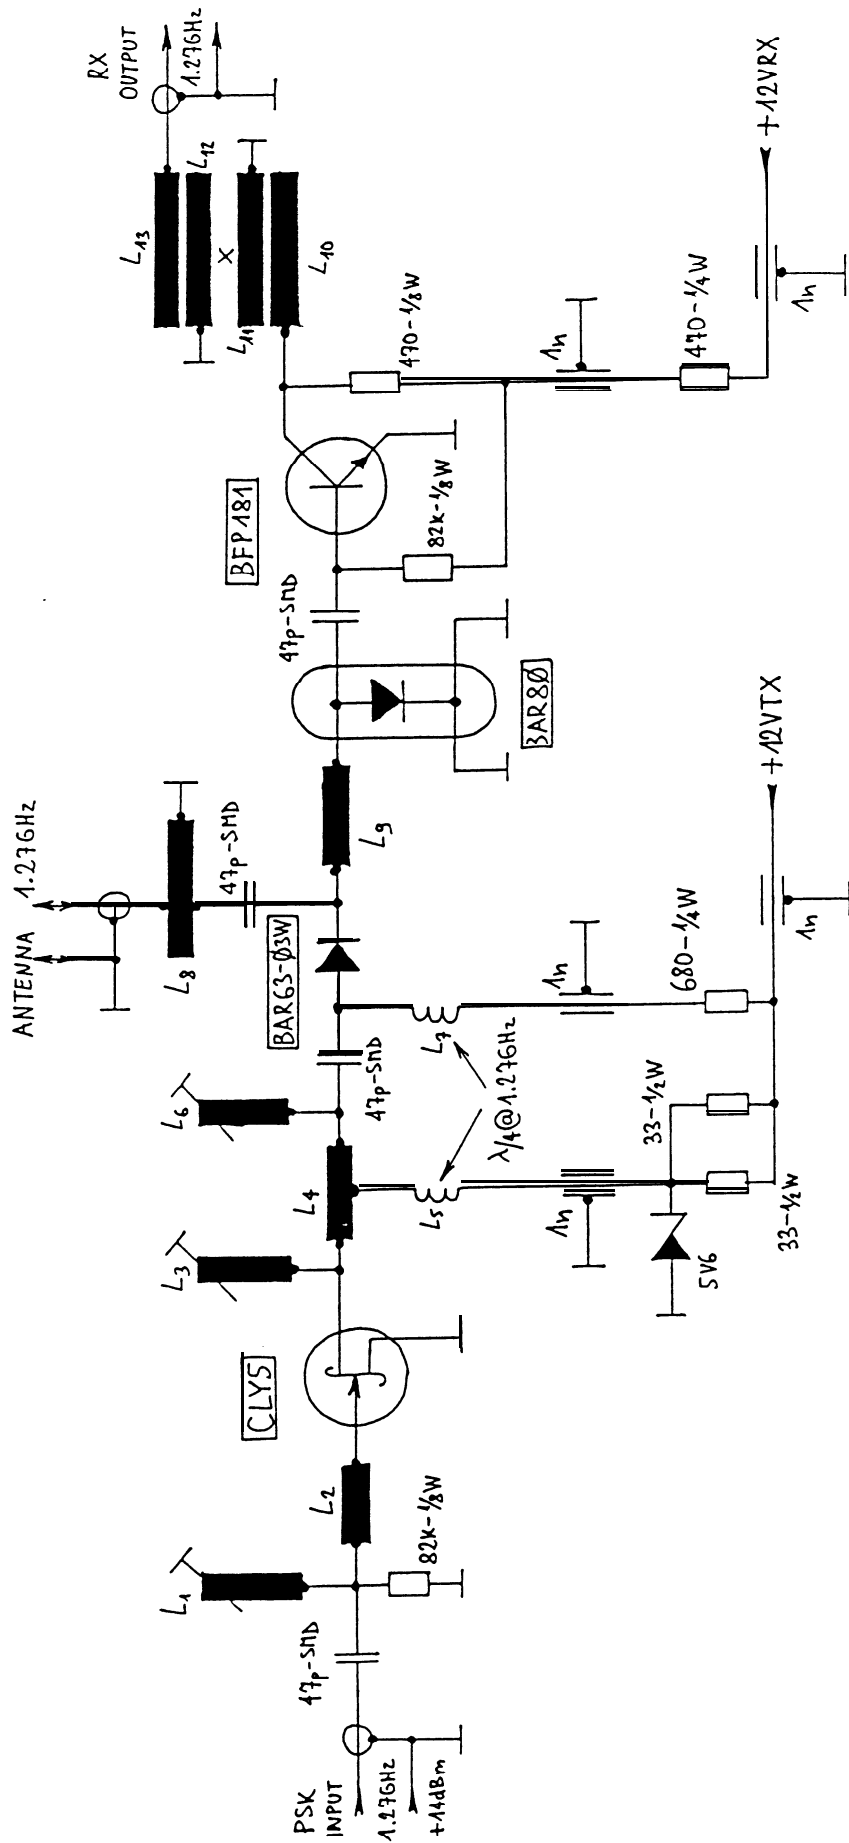 PSK
INPUT
1.27GHz
+14dBm
47p-SMD
L1
82k-⅛W
L2
CLY5
L3
L4
L5
λ/4@1.27GHz
1n
5V6
33-½W
33-½W
L6
47p-SMD
L7
1n
680-¼W
1n
+12VTX
BAR63-Ø3W
ANTENNA
1.27GHz
L8
47p-SMD
L9
BAR8Ø
47p-SMD
BFP181
82k-⅛W
470-⅛W
1n
470-¼W
1n
+12VRX
L10
L11
X
L12
L13
RX
OUTPUT
1.27GHz